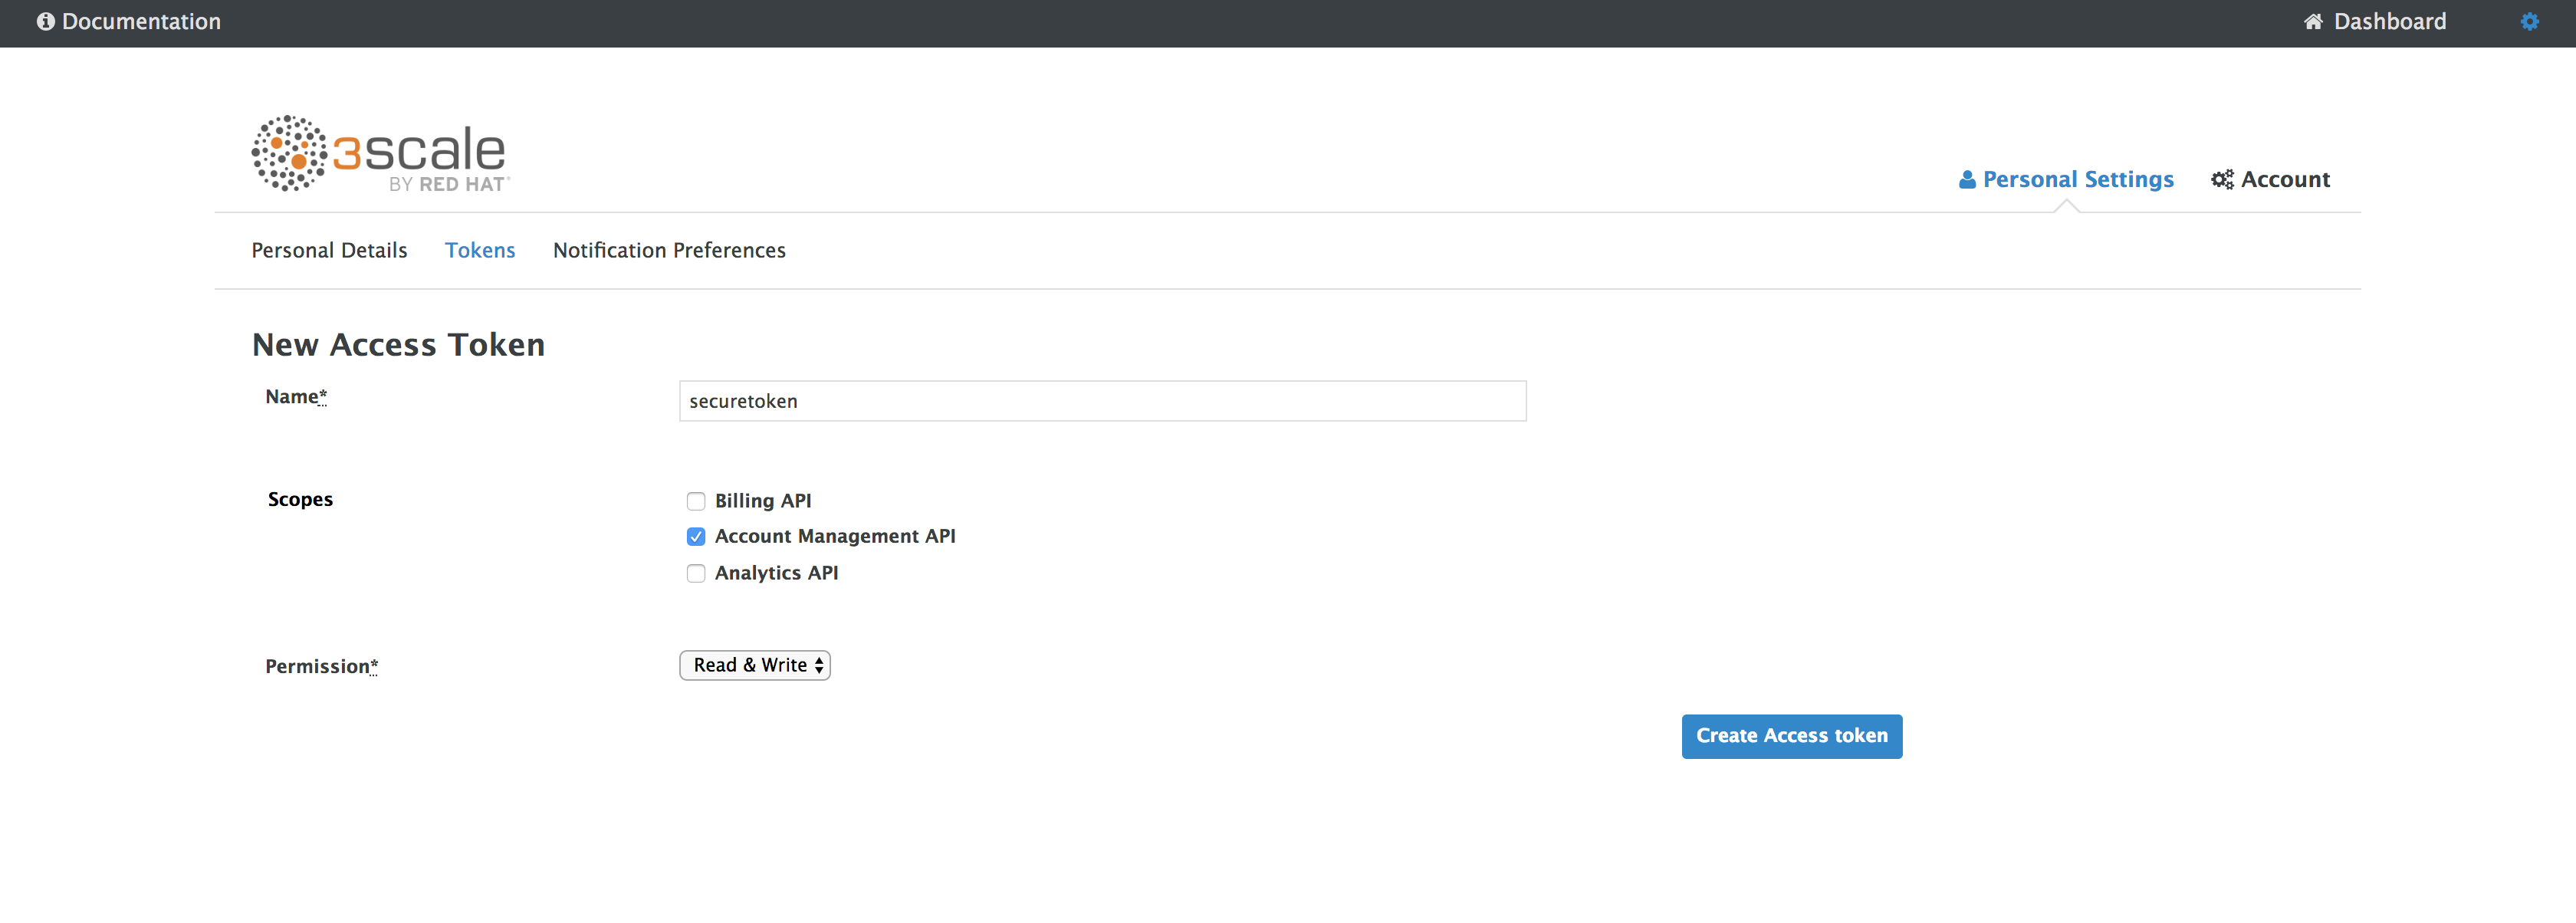 Documentation
Dashboard
3scale
BY RED HAT®
Personal Settings
Account
Personal Details
Tokens
Notification Preferences
New Access Token
Name*
securetoken
Scopes
Billing API
Account Management API
Analytics API
Permission*
Read & Write
Create Access token